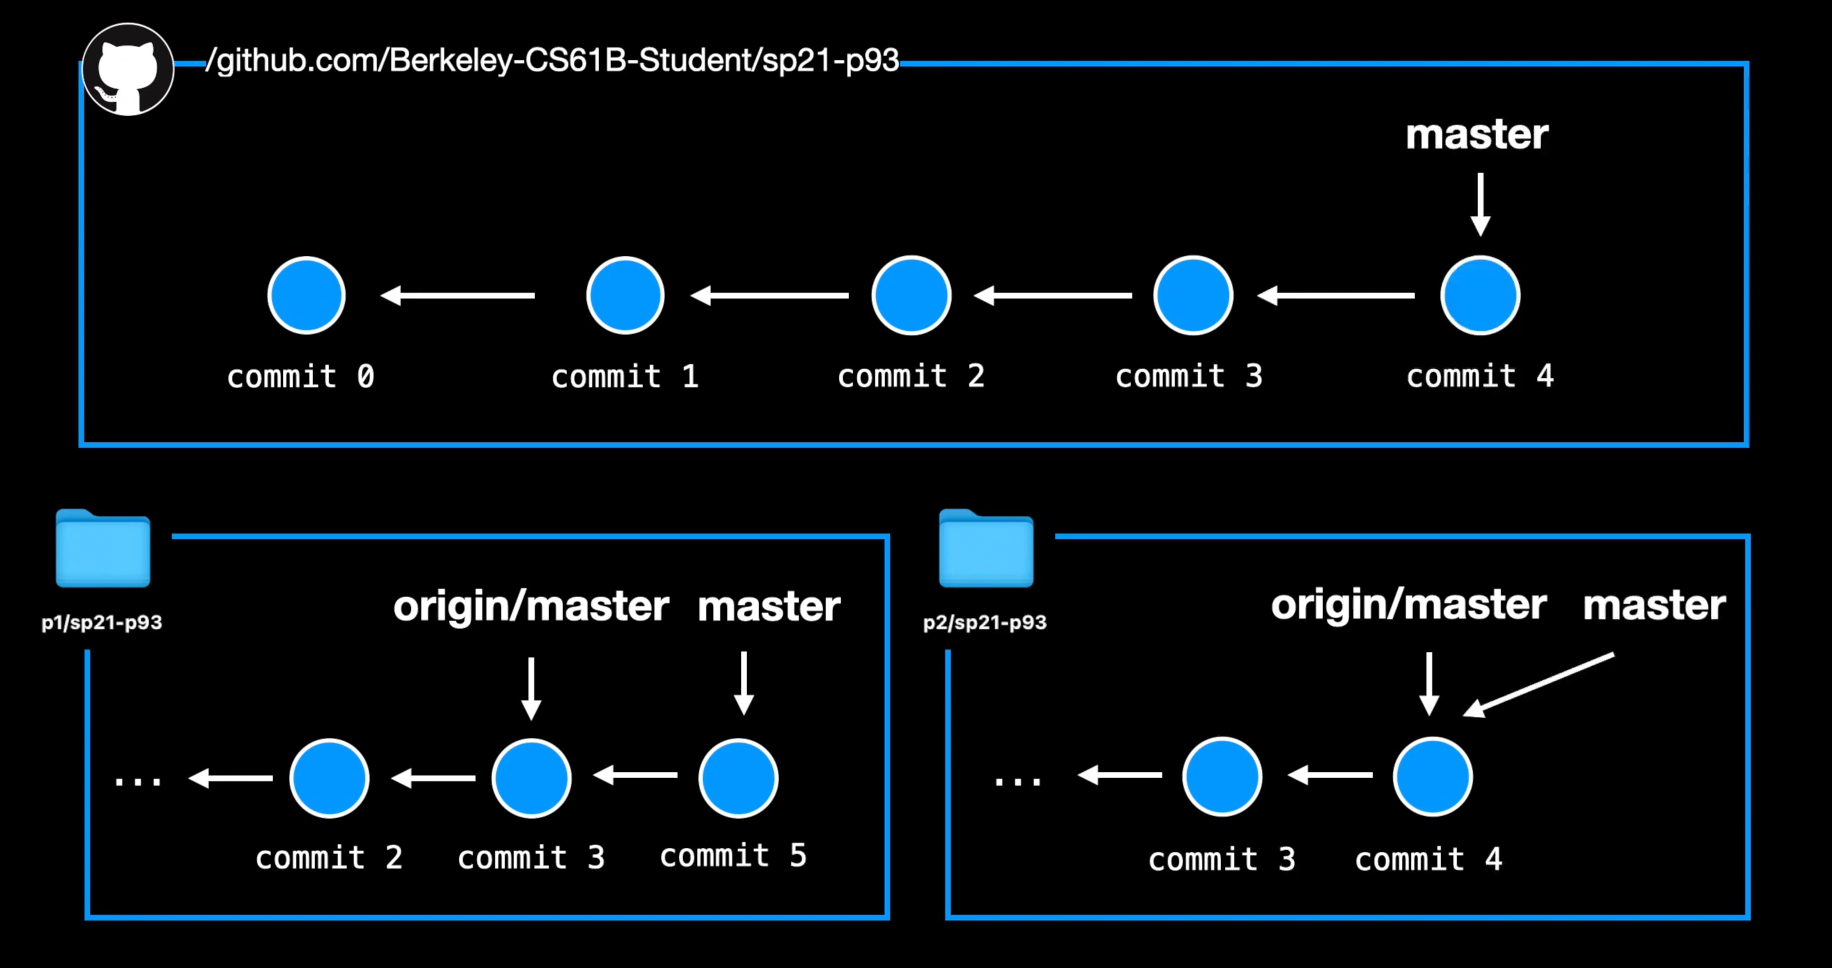 /github.com/Berkeley-CS61B-Student/sp21-p93
master
commit 0 commit 1 commit 2 commit 3 commit 4
p1/sp21-p93
origin/master master
...
commit 2 commit 3 commit 5
p2/sp21-p93
origin/master master
...
commit 3 commit 4